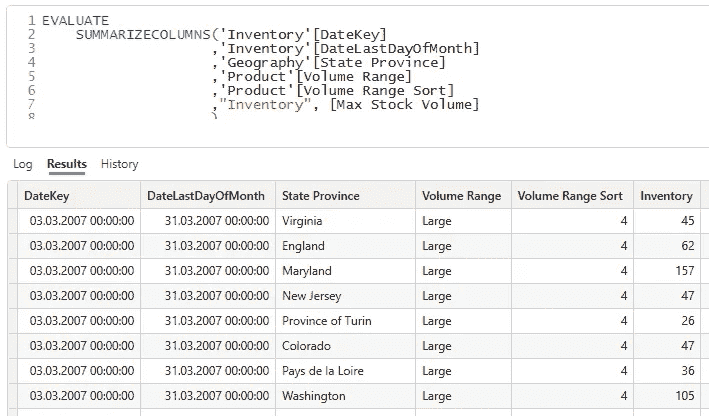 1 EVALUATE
2 SUMMARIZECOLUMNS('Inventory'[DateKey]
3 ,'Inventory'[DateLastDayOfMonth]
4 ,'Geography'[State Province]
5 ,'Product'[Volume Range]
6 ,'Product'[Volume Range Sort]
7 ,"Inventory", [Max Stock Volume]
8 )
Log Results History
DateKey DateLastDayOfMonth State Province Volume Range Volume Range Sort Inventory
03.03.2007 00:00:00 31.03.2007 00:00:00 Virginia Large 4 45
03.03.2007 00:00:00 31.03.2007 00:00:00 England Large 4 62
03.03.2007 00:00:00 31.03.2007 00:00:00 Maryland Large 4 157
03.03.2007 00:00:00 31.03.2007 00:00:00 New Jersey Large 4 47
03.03.2007 00:00:00 31.03.2007 00:00:00 Province of Turin Large 4 26
03.03.2007 00:00:00 31.03.2007 00:00:00 Colorado Large 4 47
03.03.2007 00:00:00 31.03.2007 00:00:00 Pays de la Loire Large 4 36
03.03.2007 00:00:00 31.03.2007 00:00:00 Washington Large 4 105